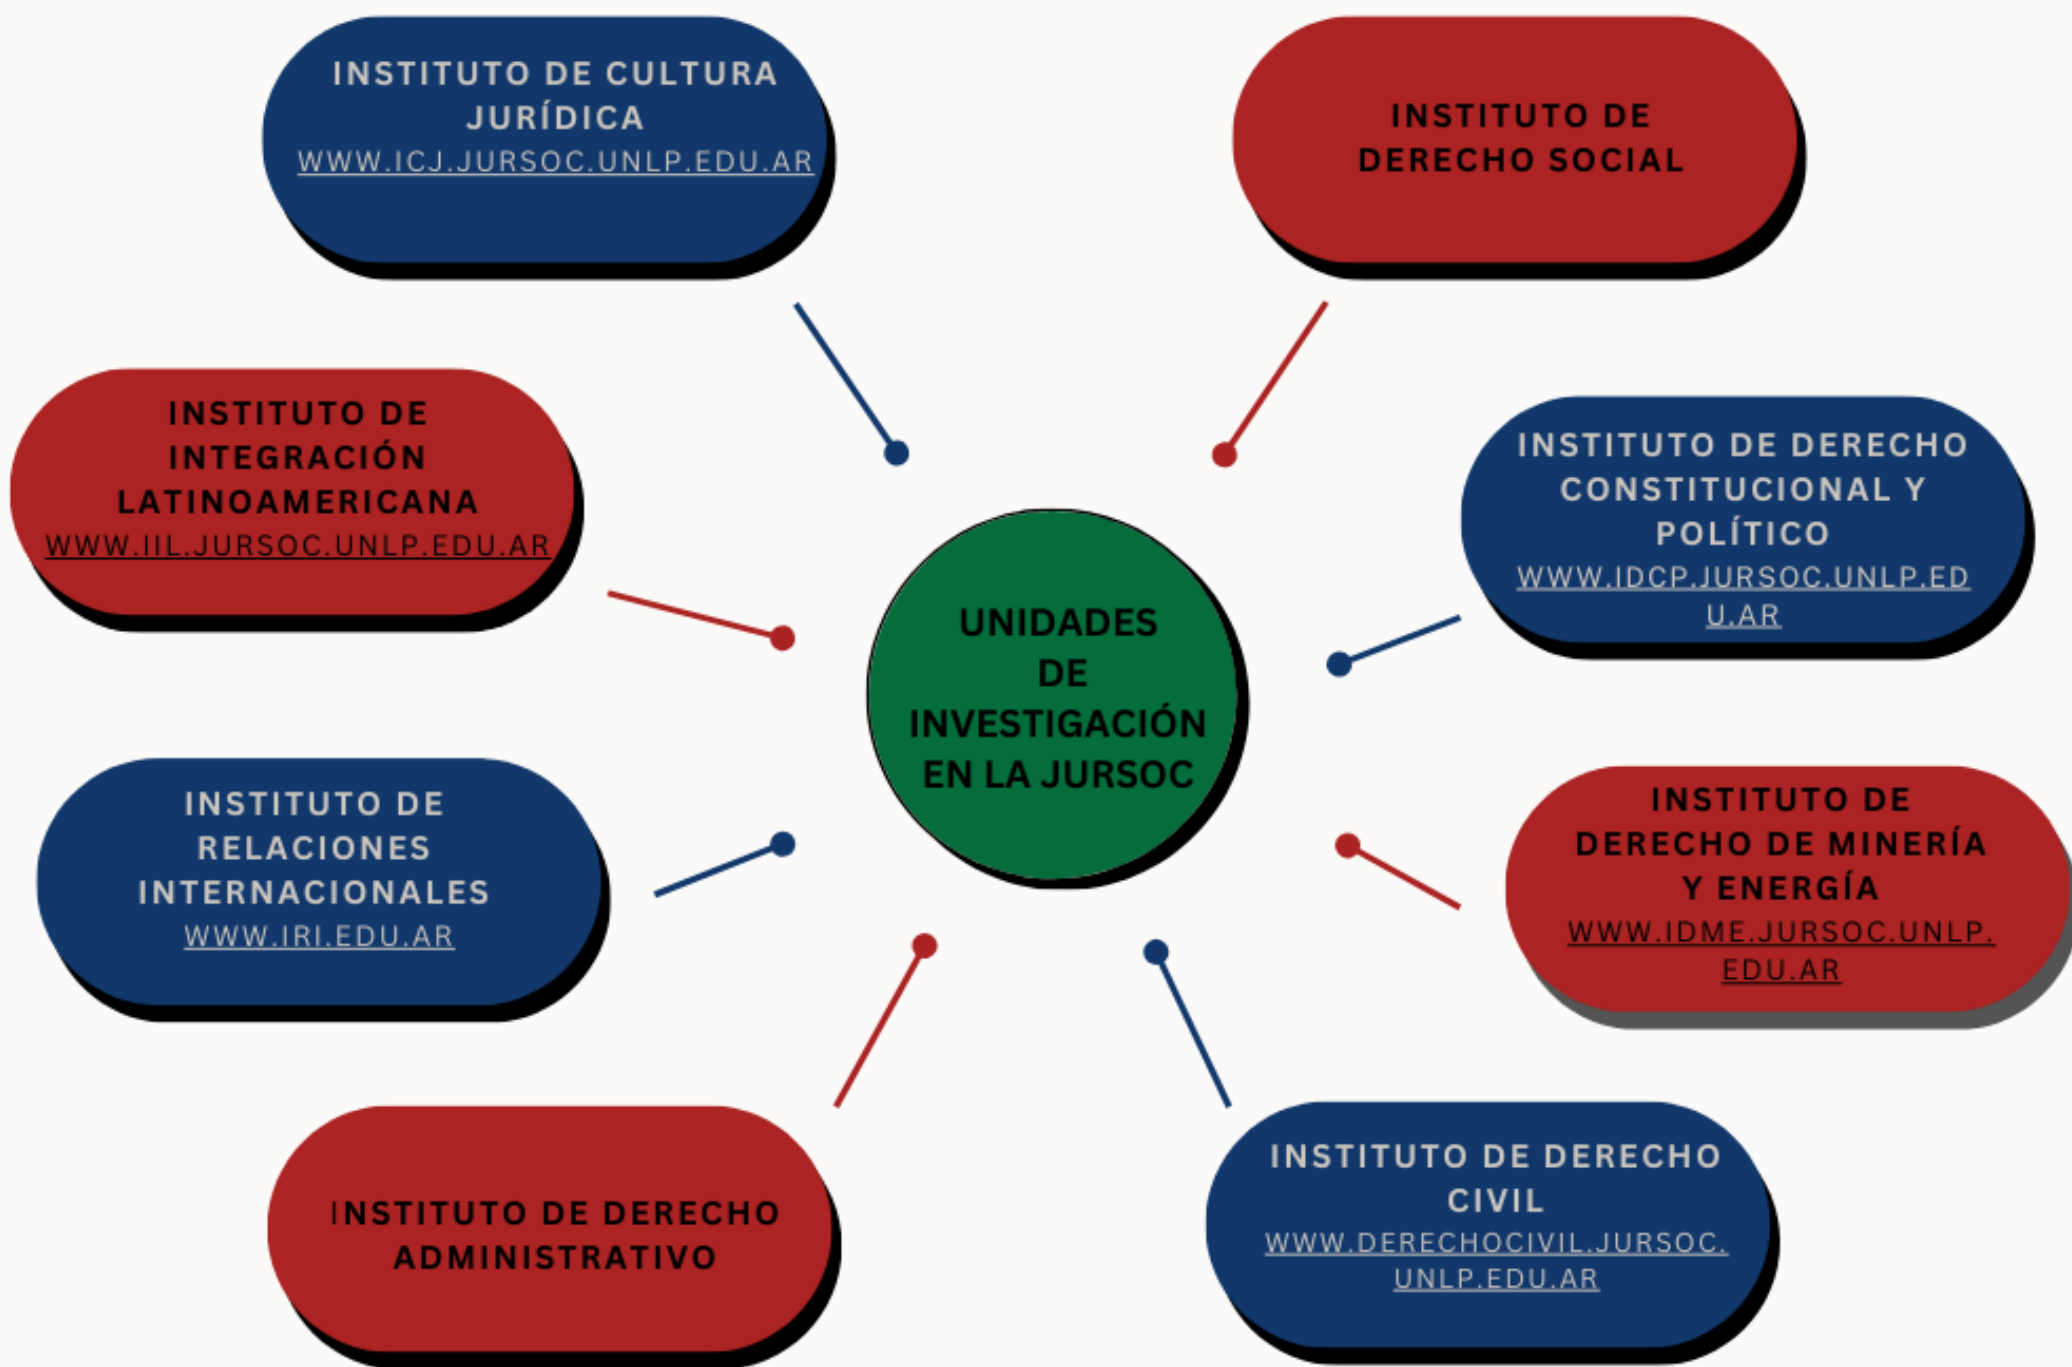 INSTITUTO DE CULTURA
JURÍDICA
WWW.ICJ.JURSOC.UNLP.EDU.AR
INSTITUTO DE
DERECHO SOCIAL
INSTITUTO DE
INTEGRACIÓN
LATINOAMERICANA
WWW.IIL.JURSOC.UNLP.EDU.AR
INSTITUTO DE DERECHO
CONSTITUCIONAL Y
POLÍTICO
WWW.IDCP.JURSOC.UNLP.ED
U.AR
UNIDADES
DE
INVESTIGACIÓN
EN LA JURSOC
INSTITUTO DE
RELACIONES
INTERNACIONALES
WWW.IRI.EDU.AR
INSTITUTO DE
DERECHO DE MINERÍA
Y ENERGÍA
WWW.IDME.JURSOC.UNLP.
EDU.AR
INSTITUTO DE DERECHO
ADMINISTRATIVO
INSTITUTO DE DERECHO
CIVIL
WWW.DERECHOCIVIL.JURSOC.
UNLP.EDU.AR